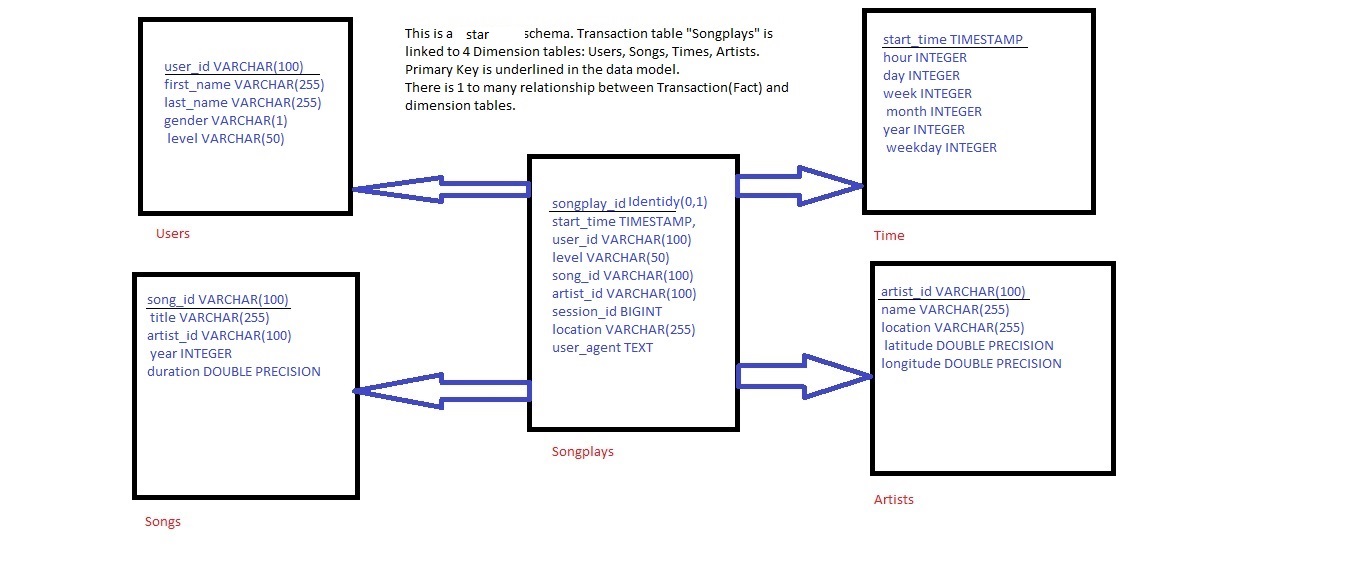 This is a star schema. Transaction table "Songplays" is
linked to 4 Dimension tables: Users, Songs, Times, Artists.
Primary Key is underlined in the data model.
There is 1 to many relationship between Transaction(Fact) and
dimension tables.
user_id VARCHAR(100)
first_name VARCHAR(255)
last_name VARCHAR(255)
gender VARCHAR(1)
level VARCHAR(50)
Users
start_time TIMESTAMP
hour INTEGER
day INTEGER
week INTEGER
month INTEGER
year INTEGER
weekday INTEGER
Time
songplay_id Identidy(0,1)
start_time TIMESTAMP,
user_id VARCHAR(100)
level VARCHAR(50)
song_id VARCHAR(100)
artist_id VARCHAR(100)
session_id BIGINT
location VARCHAR(255)
user_agent TEXT
Songplays
song_id VARCHAR(100)
title VARCHAR(255)
artist_id VARCHAR(100)
year INTEGER
duration DOUBLE PRECISION
Songs
artist_id VARCHAR(100)
name VARCHAR(255)
location VARCHAR(255)
latitude DOUBLE PRECISION
longitude DOUBLE PRECISION
Artists